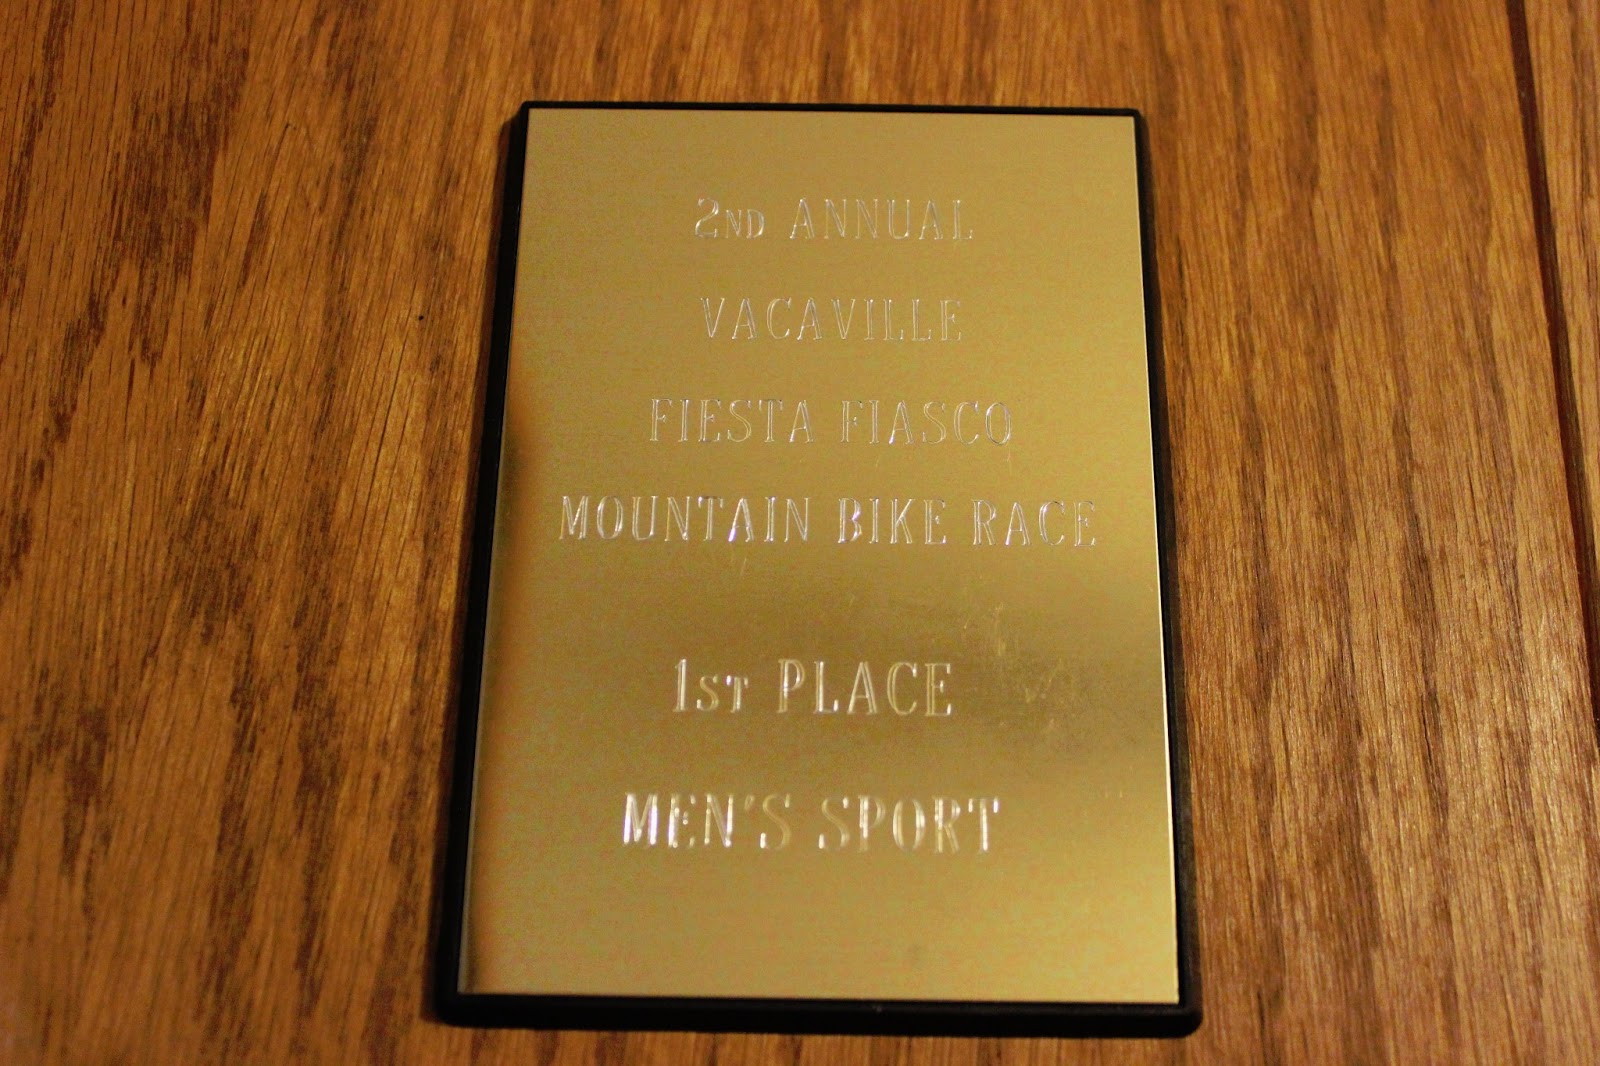 2ND ANNUAL
VACAVILLE
FIESTA FIASCO
MOUNTAIN BIKE RACE
1ST PLACE
MEN'S SPORT